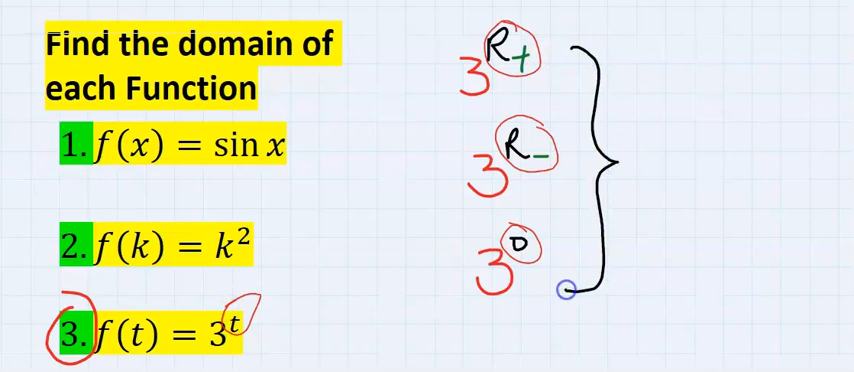 Find the domain of
each Function
1. f(x) = sin x
2. f(k) = k²
3. f(t) = 3ᵗ
3^R+
3^R−
3^0